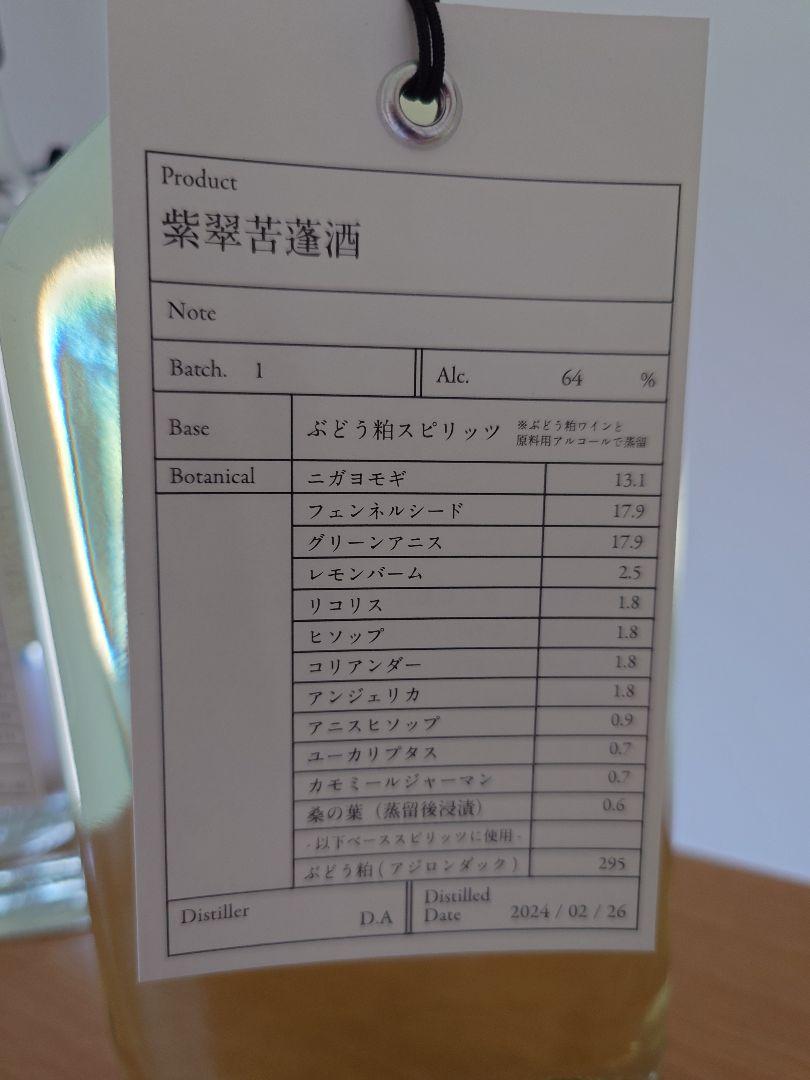 Product
紫翠苦蓬酒
Note
Batch. 1
Alc. 64 %
Base ぶどう粕スピリッツ ※ぶどう粕ワインと
原料用アルコールで蒸留
Botanical ニガヨモギ 13.1
フェンネルシード 17.9
グリーンアニス 17.9
レモンバーム 2.5
リコリス 1.8
ヒソップ 1.8
コリアンダー 1.8
アンジェリカ 1.8
アニスヒソップ 0.9
ユーカリプタス 0.7
カモミールジャーマン 0.7
桑の葉（蒸留後浸漬） 0.6
- 以下ベーススピリッツに使用 -
ぶどう粕(アジロンダック) 295
Distiller D.A
Distilled
Date 2024 / 02 / 26